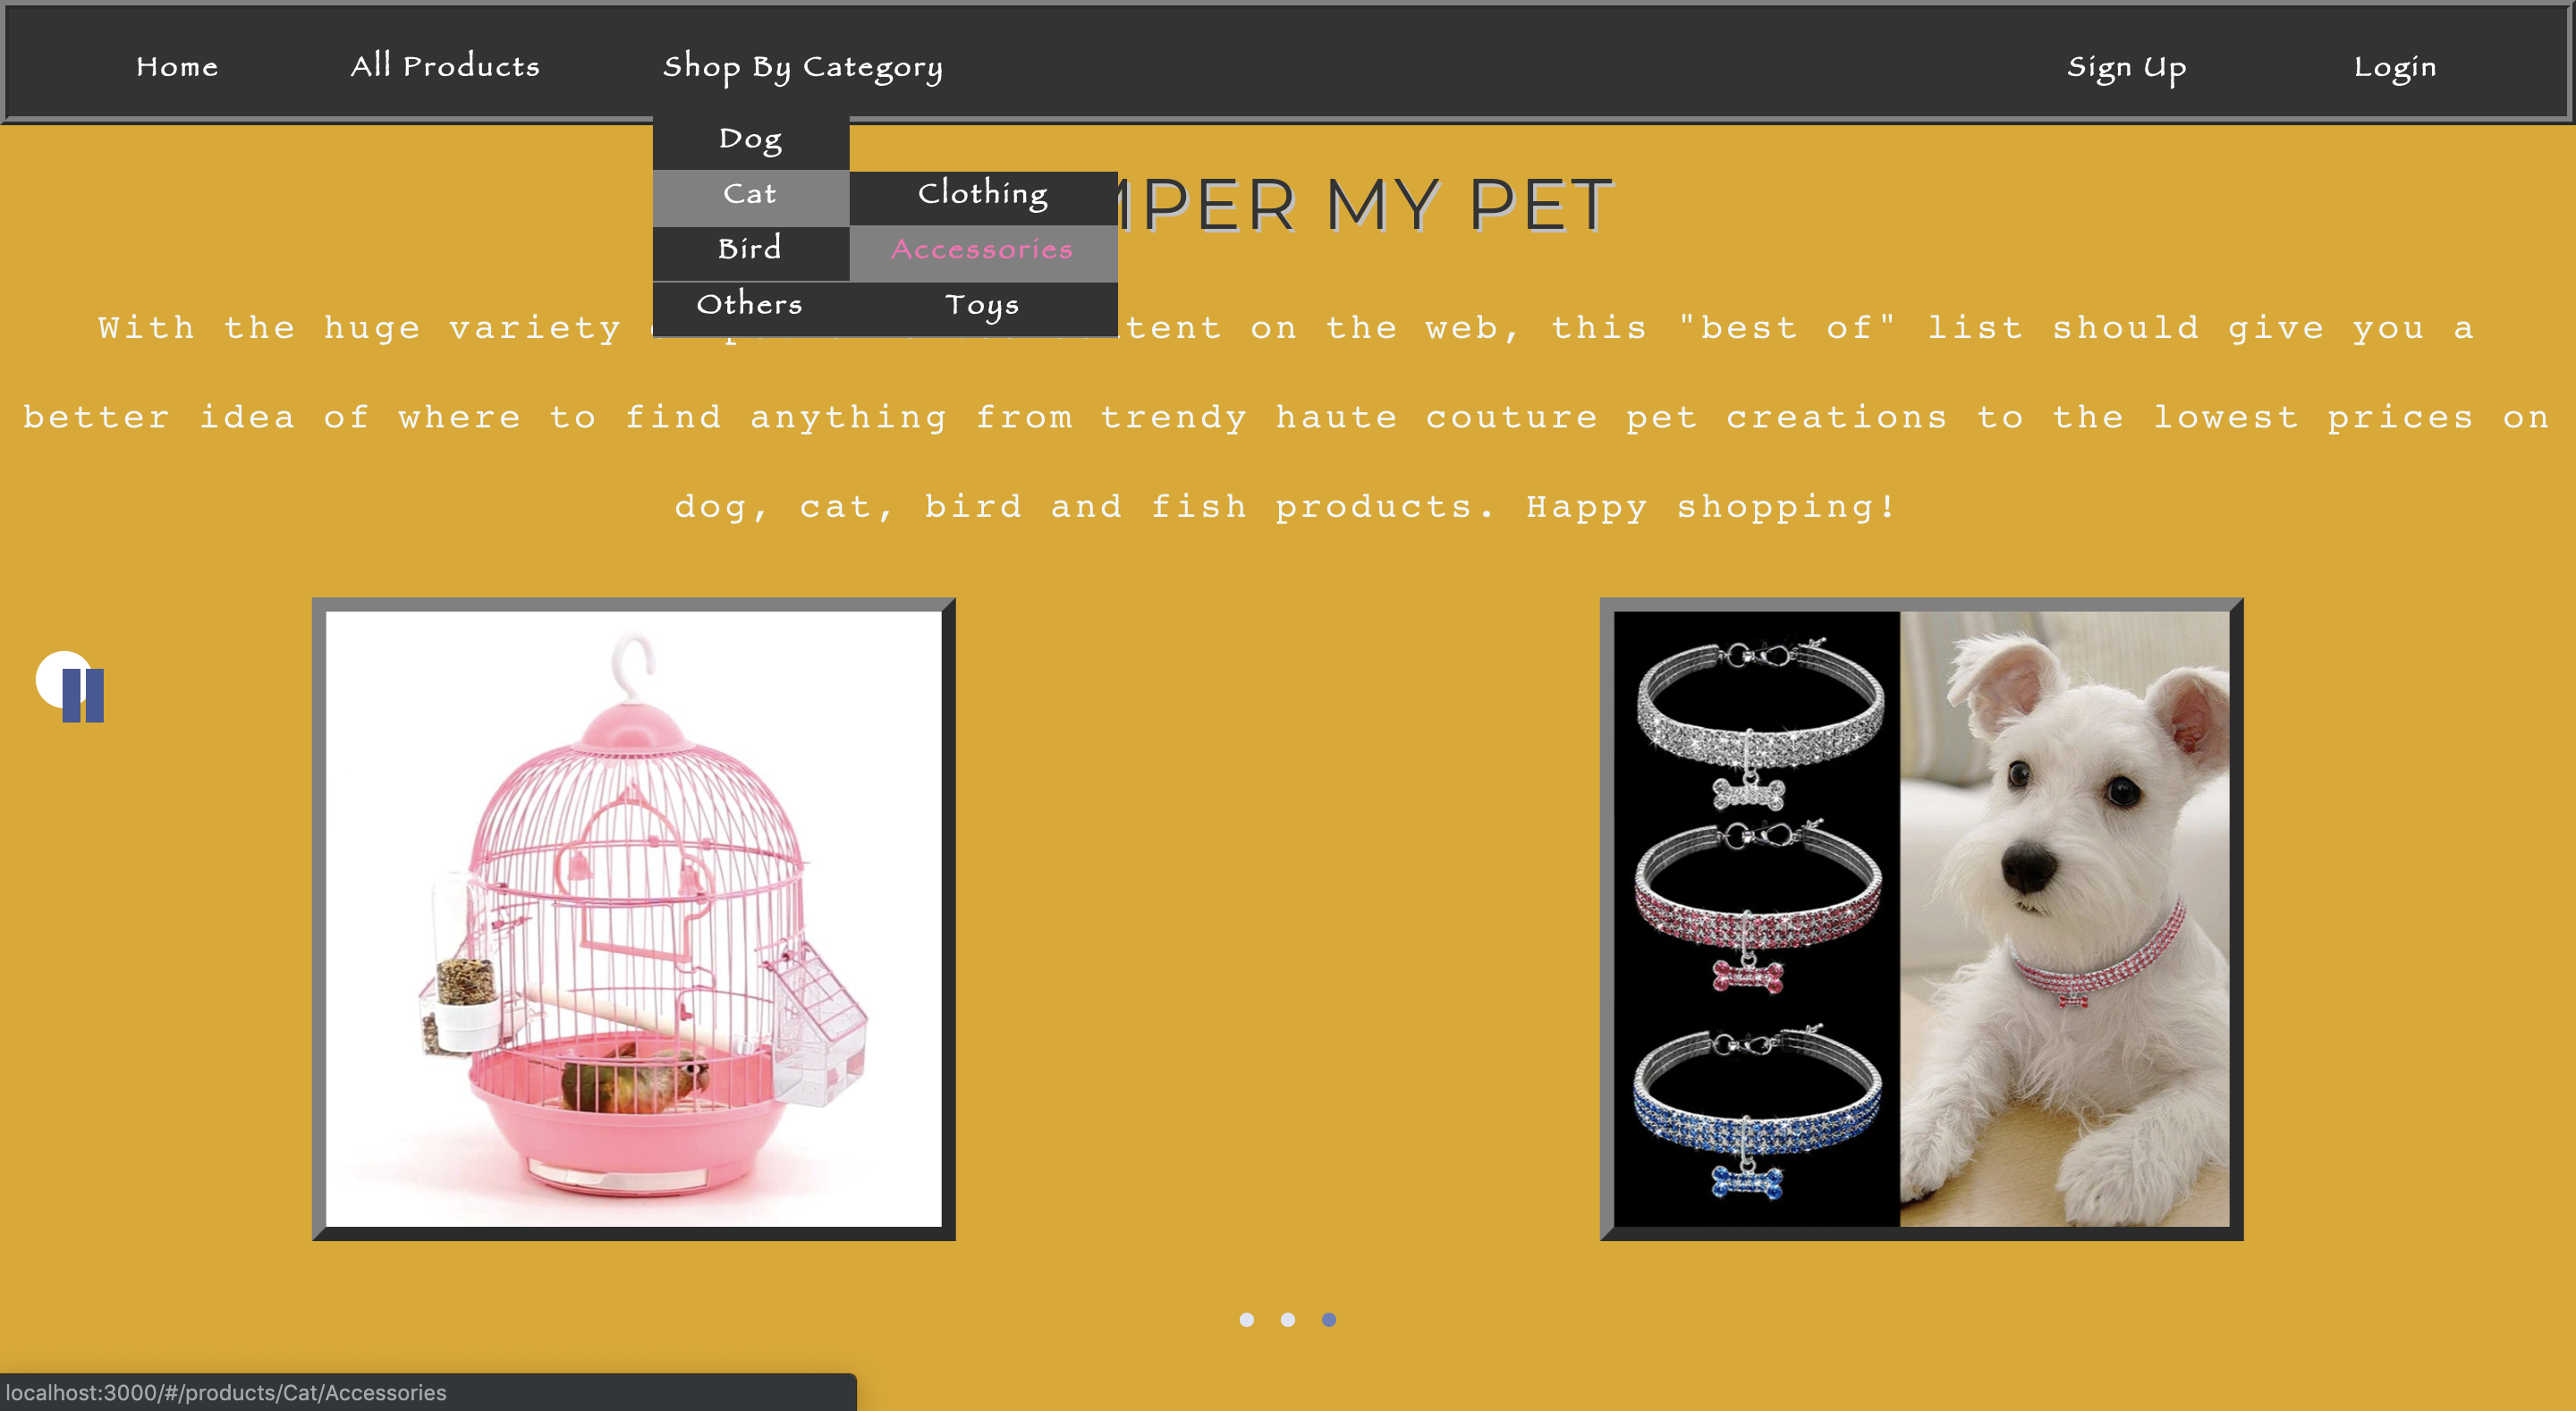 Home All Products Shop By Category Sign Up Login
Dog
Cat Clothing
Bird Accessories
Others Toys
MPER MY PET
With the huge variety tent on the web, this "best of" list should give you a
better idea of where to find anything from trendy haute couture pet creations to the lowest prices on
dog, cat, bird and fish products. Happy shopping!
localhost:3000/#/products/Cat/Accessories